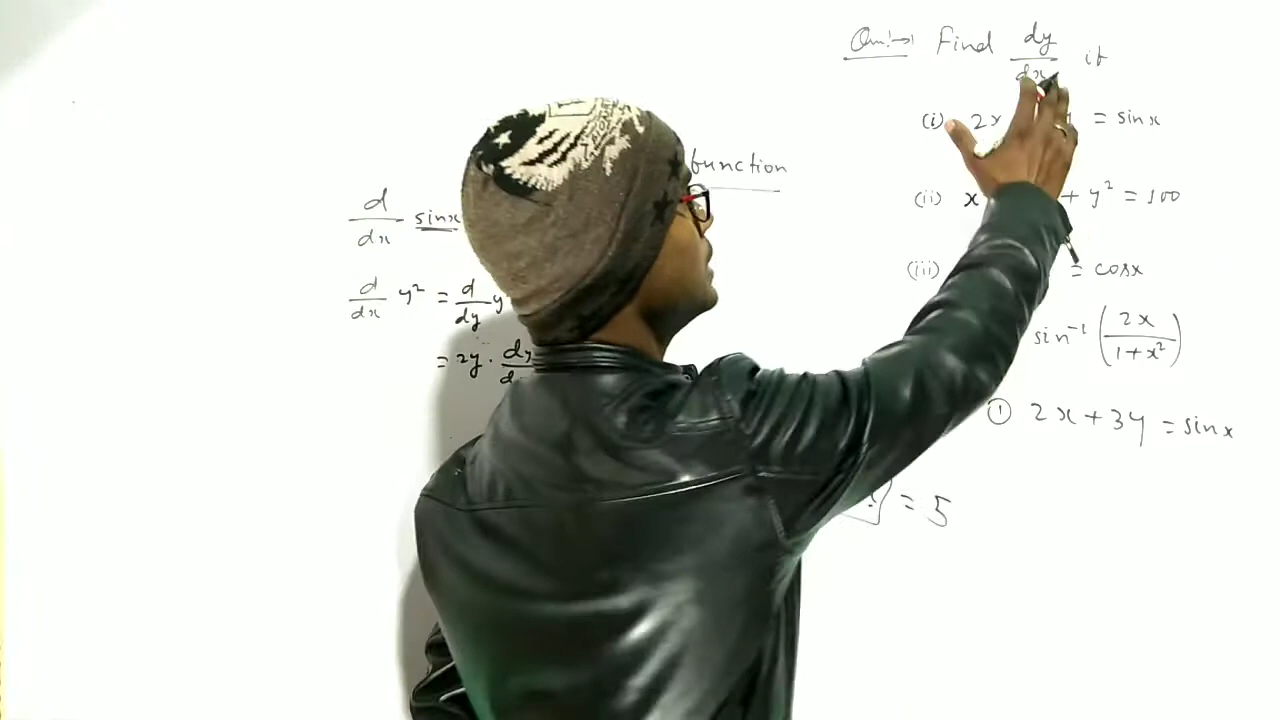 Find dy/dx if
(i) 2x = sinx
function
d/dx sinx
(ii) x + y² = 100
(iii) = cosx
d/dx y² = d/dy y
sin⁻¹ (2x/1+x²)
= 2y · dy/d
① 2x + 3y = sinx
= 5